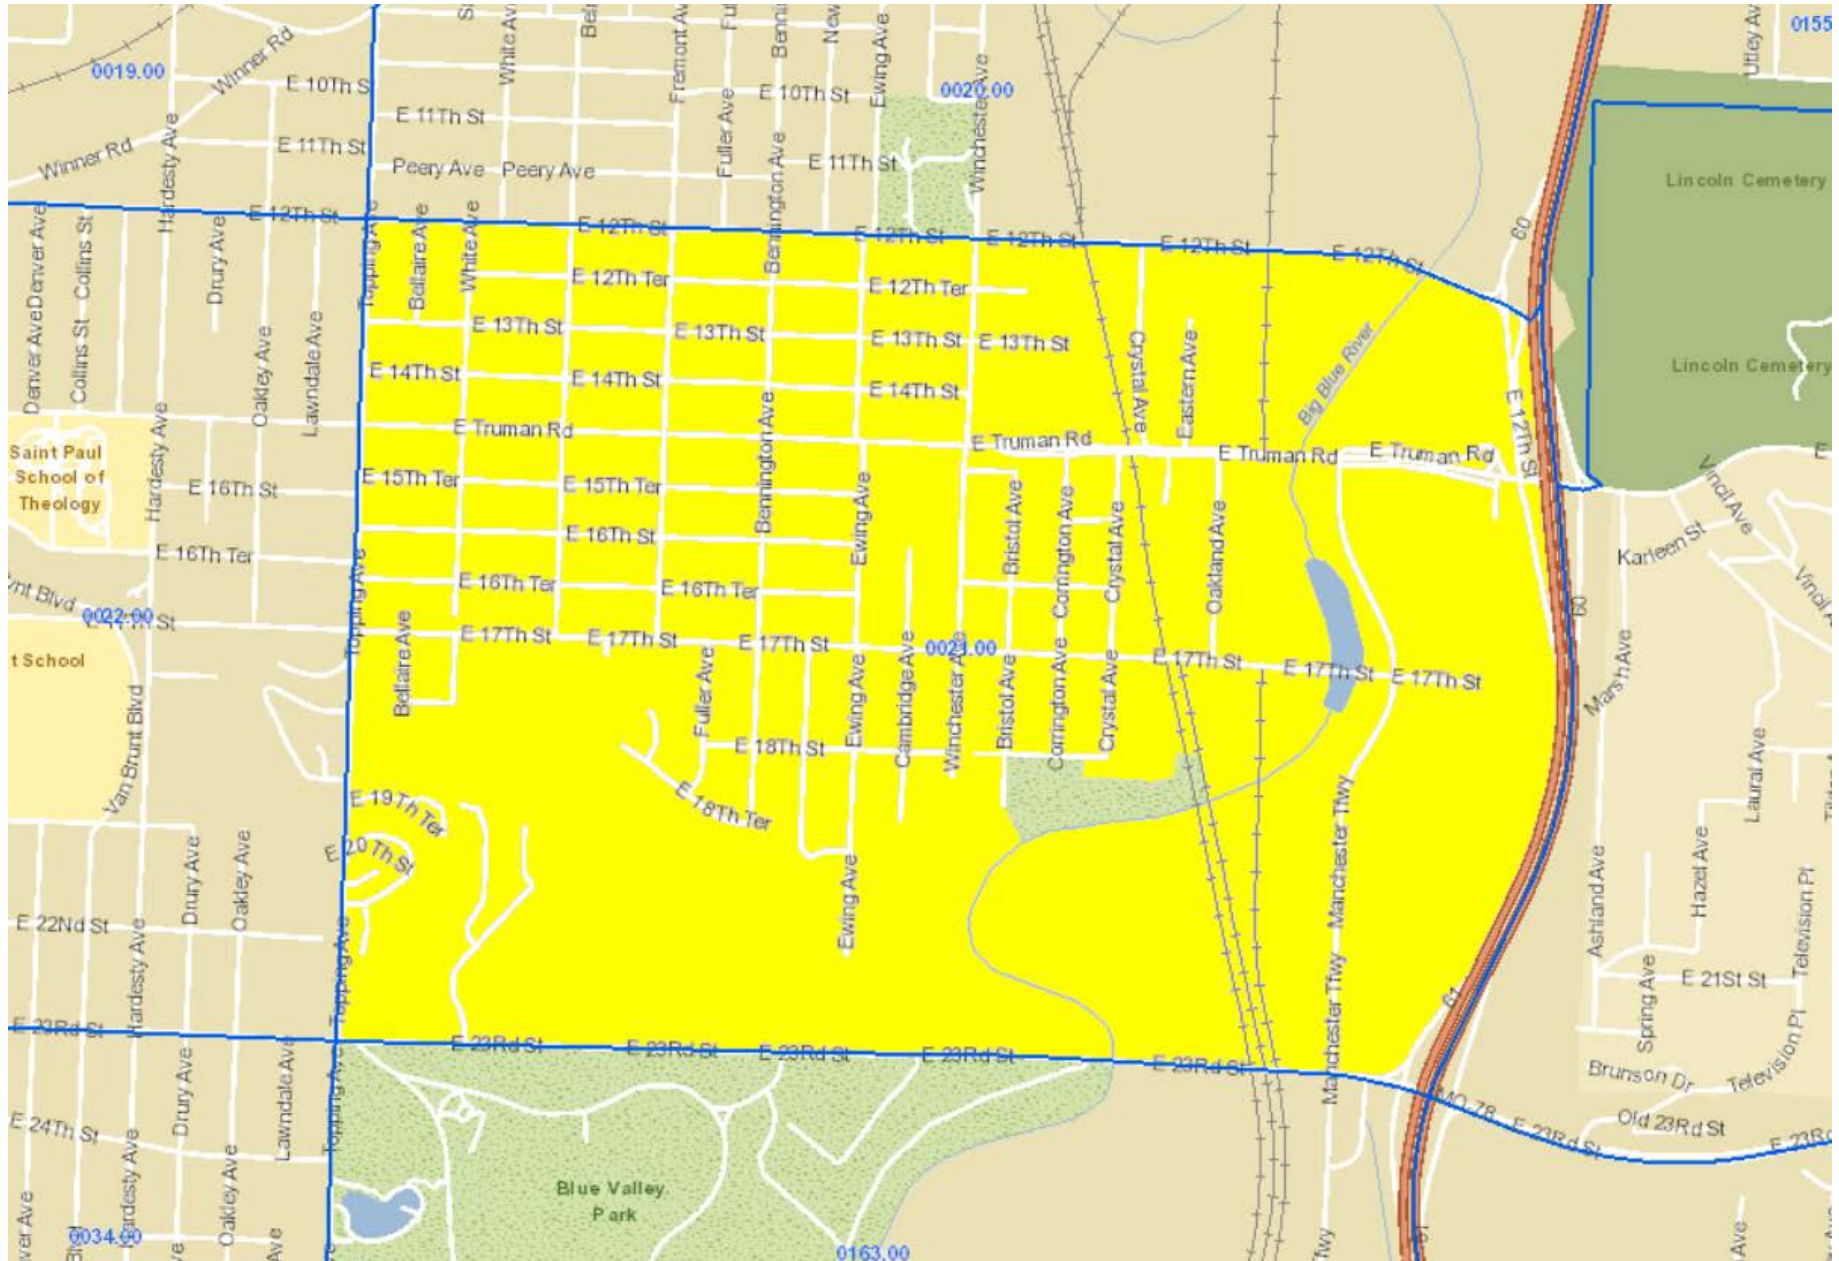 0019.00
Winner Rd
E 10Th S
E 11Th St
Hardesty Ave
Winner Rd
White Av
E 11Th St
Peery Ave
Peery Ave
Fremont Av
Fuller Ave
E 10Th St
E 11Th St
Bennington Ave
Ewing Ave
0020.00
Winchester Ave
60
Lincoln Cemetery
Lincoln Cemetery
Uttey Av
0155
E 12Th St
E 12Th St
E 12Th St
E 12Th St
E 12Th St
E 12Th St
Denver Ave
Denver Ave
Collins St
Collins St
Drury Ave
Oakley Ave
Lawndale Ave
Topping Ave
Bellaire Ave
White Ave
E 12Th Ter
E 12Th Ter
E 13Th St
E 13Th St
E 13Th St
E 13Th St
E 14Th St
E 14Th St
E 14Th St
Crystal Ave
Eastern Ave
Big Blue River
E 12Th St
E Truman Rd
E Truman Rd
E Truman Rd
E Truman Rd
Saint Paul
School of
Theology
Hardesty Ave
E 16Th St
E 16Th Ter
E 15Th Ter
E 15Th Ter
E 16Th St
E 16Th Ter
E 16Th Ter
Bennington Ave
Ewing Ave
Bristol Ave
Corrington Ave
Crystal Ave
Oakland Ave
Vincil Ave
Karleen St
60
0022.00
Topping Ave
E 17Th St
E 17Th St
E 17Th St
0021.00
E 17Th St
E 17Th St
E 17Th St
t School
Van Brunt Blvd
Bellaire Ave
Fuller Ave
Ewing Ave
Cambridge Ave
Winchester Ave
Bristol Ave
Corrington Ave
Crystal Ave
E 18Th St
E 18Th Ter
Marsh Ave
Laural Ave
E 19Th Ter
E 20Th St
Drury Ave
Oakley Ave
Ewing Ave
Manchester Tfwy
Manchester Tfwy
Ashland Ave
Hazel Ave
Television Pl
E 22Nd St
Hardesty Ave
Topping Ave
61
E 21St St
Spring Ave
E 23Rd St
E 23Rd St
E 23Rd St
E 23Rd St
E 23Rd St
E 23Rd St
Manchester Tfwy
Brunson Dr
Television Pl
MO-78
E 23Rd St
Old 23Rd St
E 23Rd
Drury Ave
Lawndale Ave
Topping Ave
E 24Th St
Hardesty Ave
Oakley Ave
Blue Valley
Park
0034.00
0163.00